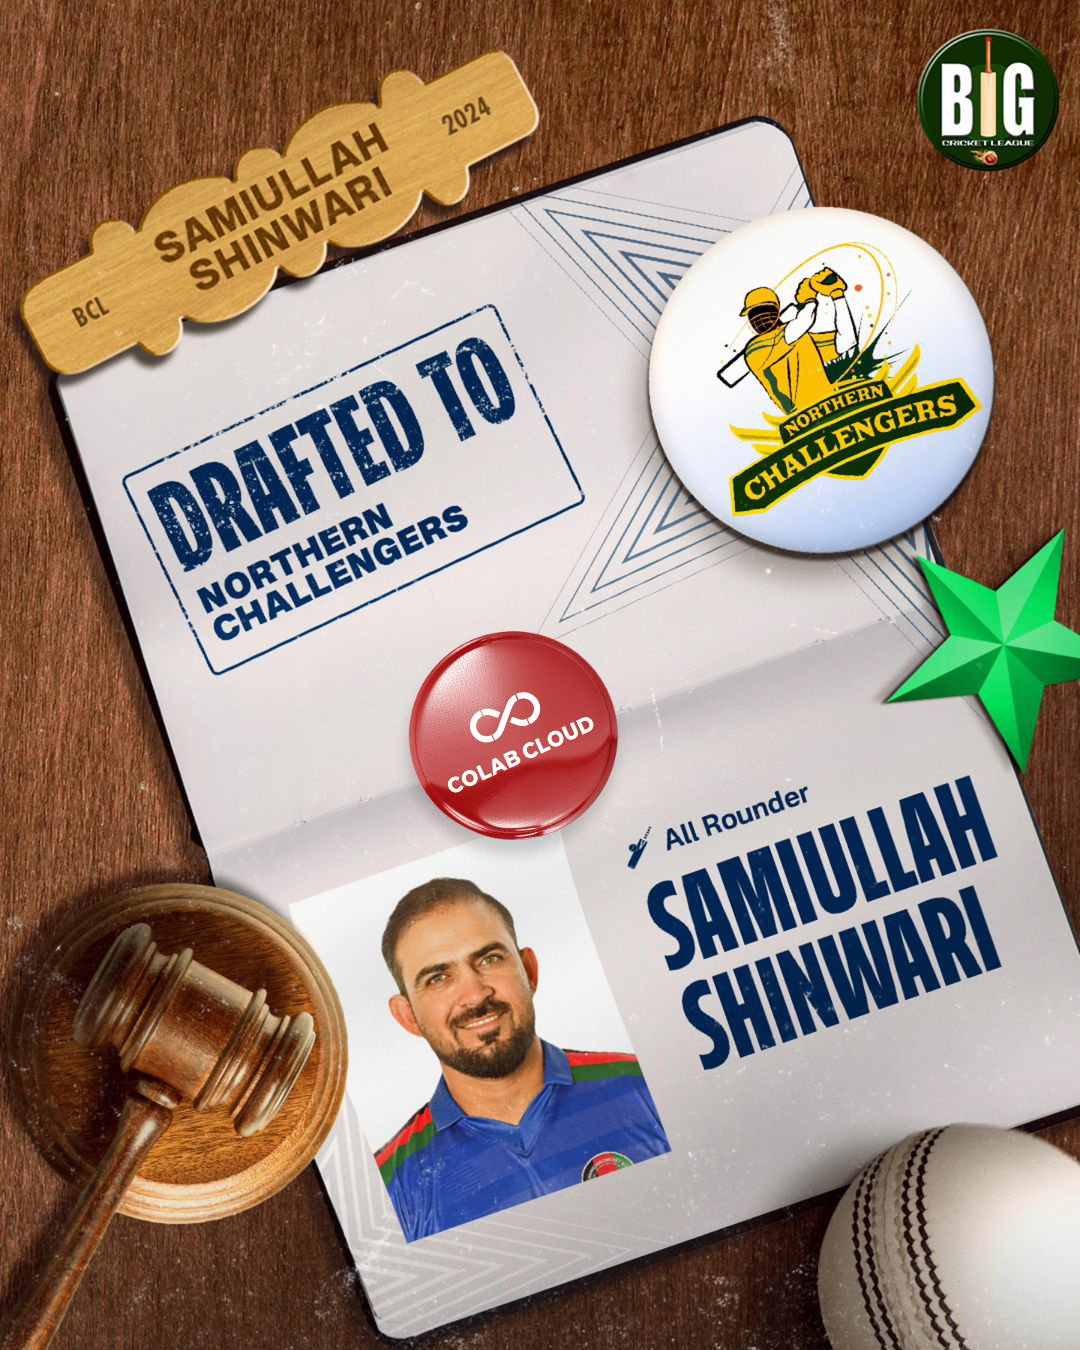 BIG
CRICKET LEAGUE
SAMIULLAH
SHINWARI
BCL
2024
DRAFTED TO
NORTHERN
CHALLENGERS
NORTHERN
CHALLENGERS
COLAB CLOUD
All Rounder
SAMIULLAH
SHINWARI